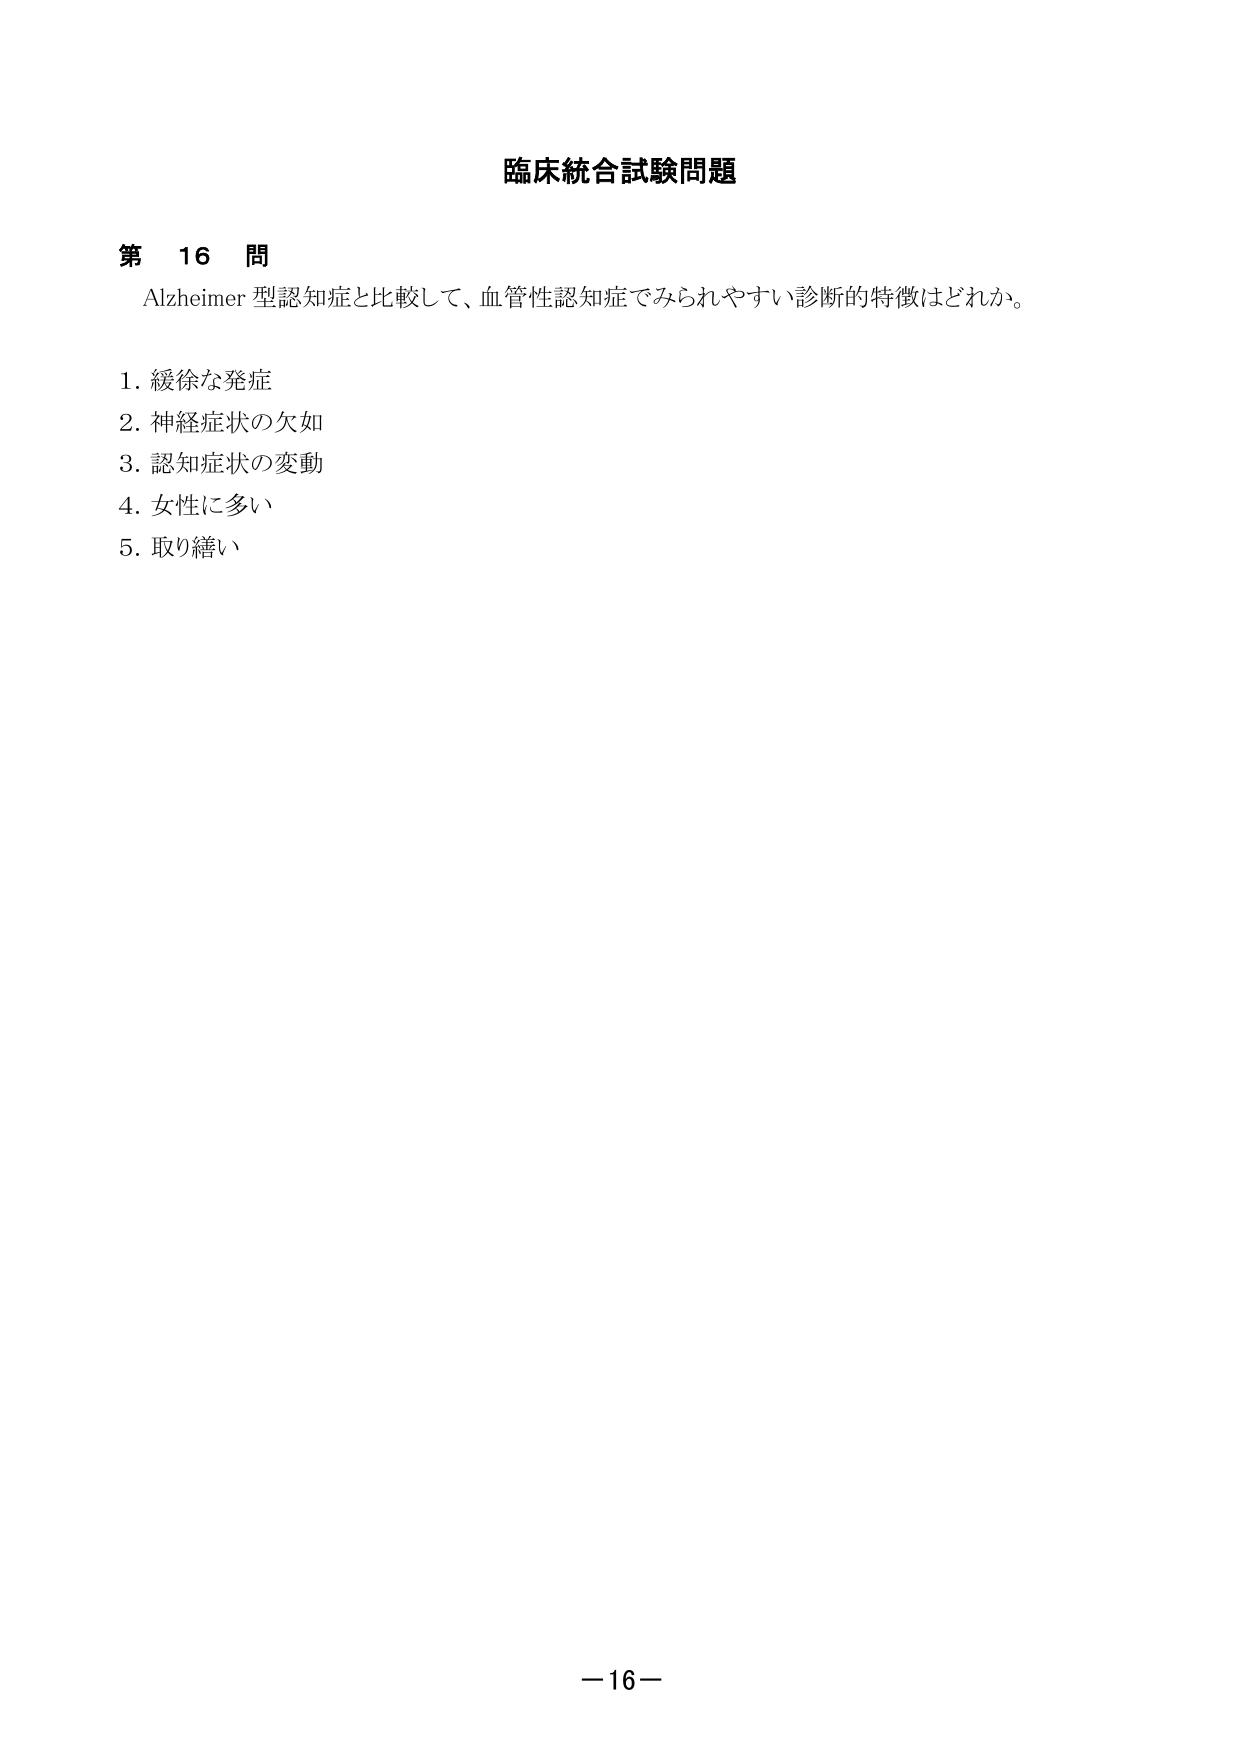 臨床統合試験問題
第 16 問
Alzheimer 型認知症と比較して、血管性認知症でみられやすい診断的特徴はどれか。
1. 緩徐な発症
2. 神経症状の欠如
3. 認知症状の変動
4. 女性に多い
5. 取り繕い
－16－